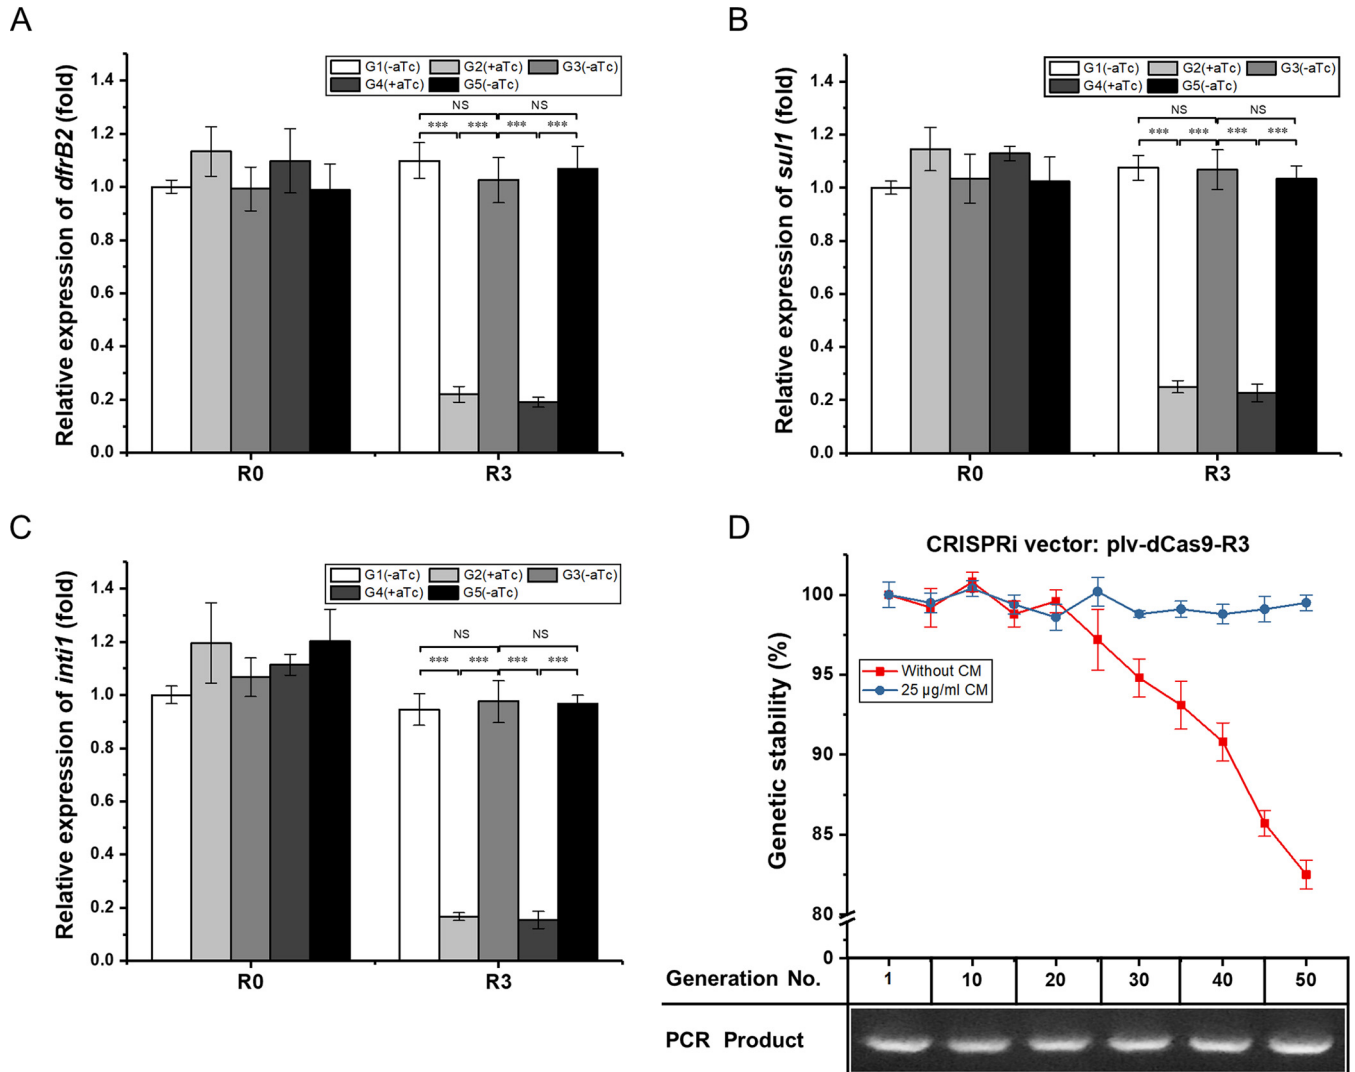 A
Relative expression of dfrB2 (fold)
1.4
1.2
1.0
0.8
0.6
0.4
0.2
0.0
G1(-aTc) G2(+aTc) G3(-aTc)
G4(+aTc) G5(-aTc)
NS NS
*** *** *** ***
R0 R3
B
Relative expression of sul1 (fold)
1.4
1.2
1.0
0.8
0.6
0.4
0.2
0.0
G1(-aTc) G2(+aTc) G3(-aTc)
G4(+aTc) G5(-aTc)
NS NS
*** *** *** ***
R0 R3
C
Relative expression of inti1 (fold)
1.4
1.2
1.0
0.8
0.6
0.4
0.2
0.0
G1(-aTc) G2(+aTc) G3(-aTc)
G4(+aTc) G5(-aTc)
NS NS
*** *** *** ***
R0 R3
D
CRISPRi vector: plv-dCas9-R3
Genetic stability (%)
100
95
90
85
80
0
Without CM
25 µg/ml CM
Generation No. 1 10 20 30 40 50
PCR Product